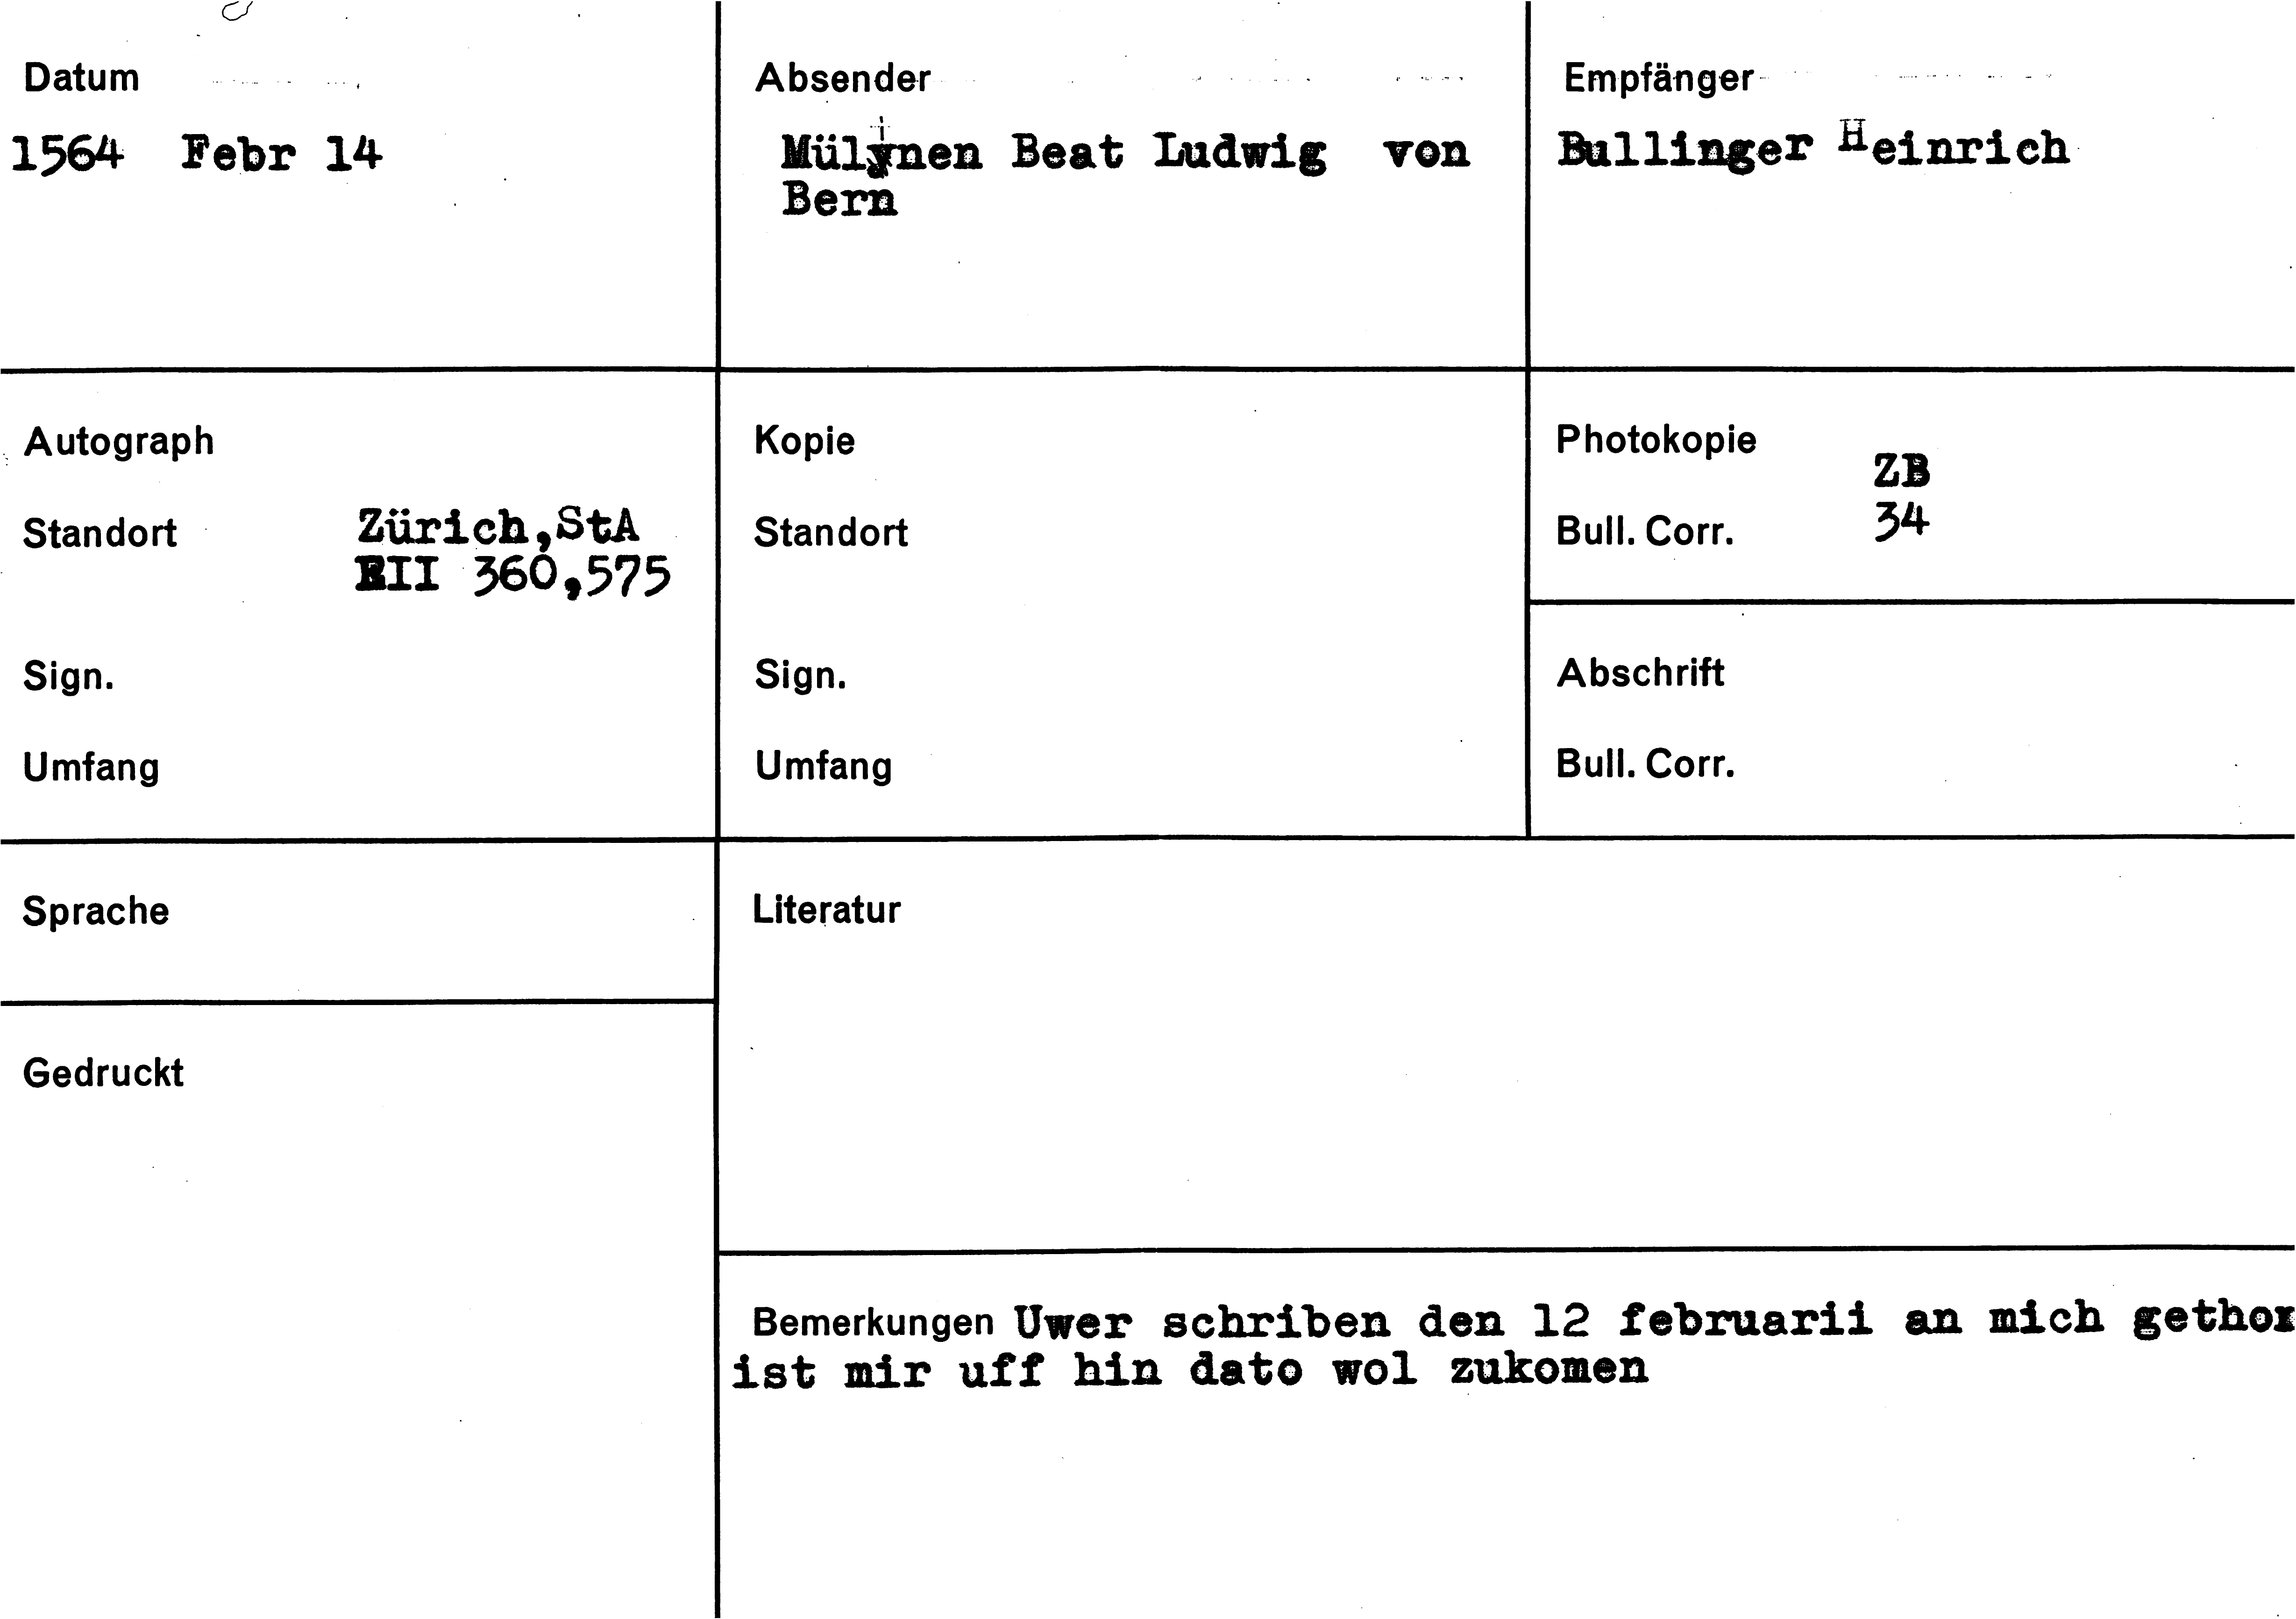 Datum
1564 Febr 14
Absender
Mülynen Beat Ludwig von
Bern
Empfänger
Bullinger Heinrich
Autograph
Standort Zürich,StA
EII 360,575
Sign.
Umfang
Kopie
Standort
Sign.
Umfang
Photokopie ZB
Bull. Corr. 34
Abschrift
Bull. Corr.
Sprache
Literatur
Gedruckt
Bemerkungen Uwer schriben den 12 februarii an mich
ist mir uff hin dato wol zukomen